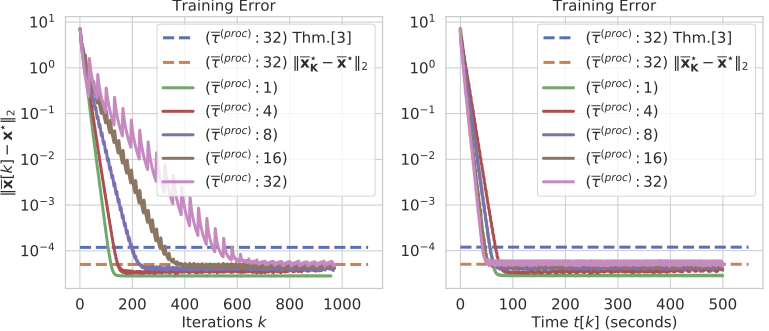 Training Error
‖x̅[k] − x⋆‖₂
10¹
10⁰
10⁻¹
10⁻²
10⁻³
10⁻⁴
(τ̅⁽ᵖʳᵒᶜ⁾ : 32) Thm.[3]
(τ̅⁽ᵖʳᵒᶜ⁾ : 32) ‖x̅⋆_K − x̅⋆‖₂
(τ̅⁽ᵖʳᵒᶜ⁾ : 1)
(τ̅⁽ᵖʳᵒᶜ⁾ : 4)
(τ̅⁽ᵖʳᵒᶜ⁾ : 8)
(τ̅⁽ᵖʳᵒᶜ⁾ : 16)
(τ̅⁽ᵖʳᵒᶜ⁾ : 32)
0 200 400 600 800 1000
Iterations k
Training Error
10¹
10⁰
10⁻¹
10⁻²
10⁻³
10⁻⁴
(τ̅⁽ᵖʳᵒᶜ⁾ : 32) Thm.[3]
(τ̅⁽ᵖʳᵒᶜ⁾ : 32) ‖x̅⋆_K − x̅⋆‖₂
(τ̅⁽ᵖʳᵒᶜ⁾ : 1)
(τ̅⁽ᵖʳᵒᶜ⁾ : 4)
(τ̅⁽ᵖʳᵒᶜ⁾ : 8)
(τ̅⁽ᵖʳᵒᶜ⁾ : 16)
(τ̅⁽ᵖʳᵒᶜ⁾ : 32)
0 100 200 300 400 500
Time t[k] (seconds)